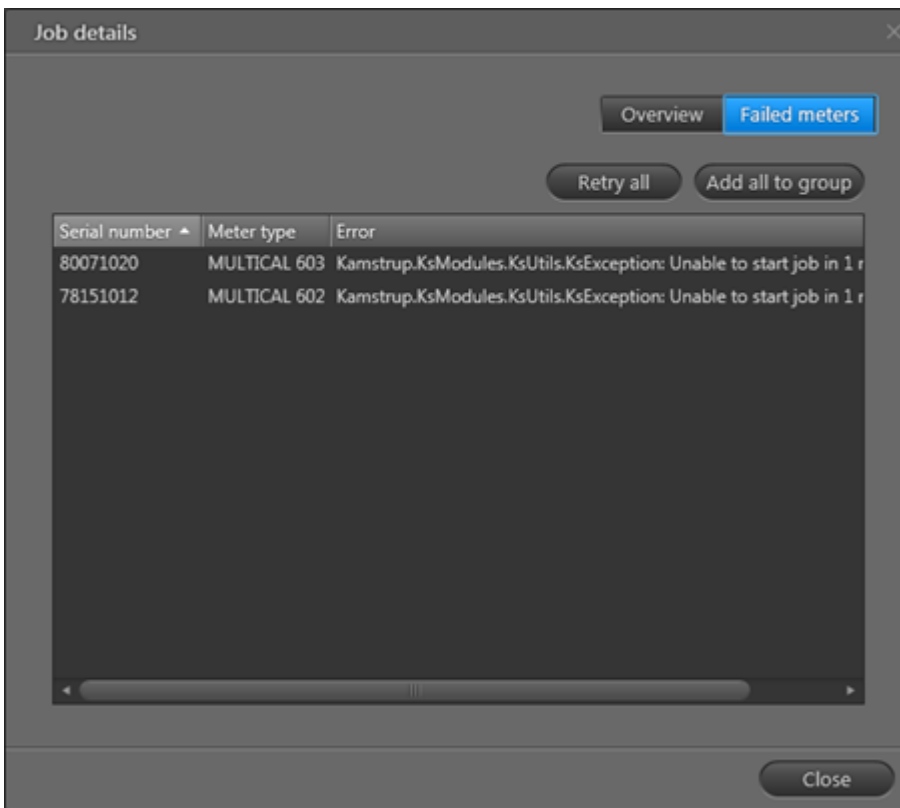 Job details
Overview Failed meters
Retry all Add all to group
Serial number Meter type Error
80071020 MULTICAL 603 Kamstrup.KsModules.KsUtils.KsException: Unable to start job in 1
78151012 MULTICAL 602 Kamstrup.KsModules.KsUtils.KsException: Unable to start job in 1
Close